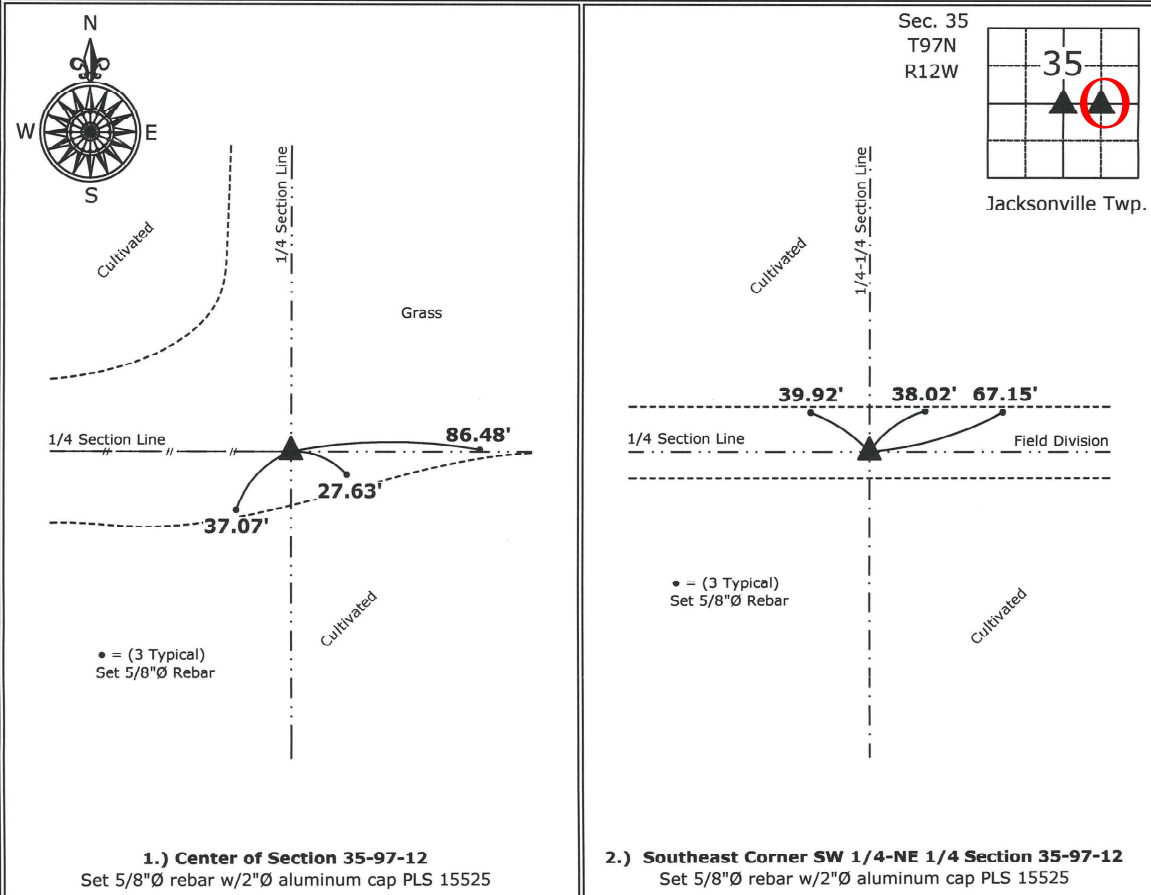 N
W
E
S
Cultivated
1/4 Section Line
Grass
1/4 Section Line
86.48'
27.63'
37.07'
Cultivated
• = (3 Typical)
Set 5/8"Ø Rebar
1.) Center of Section 35-97-12
Set 5/8"Ø rebar w/2"Ø aluminum cap PLS 15525
Sec. 35
T97N
R12W
35
O
Jacksonville Twp.
Cultivated
1/4-1/4 Section Line
39.92'
38.02'
67.15'
1/4 Section Line
Field Division
• = (3 Typical)
Set 5/8"Ø Rebar
Cultivated
2.) Southeast Corner SW 1/4-NE 1/4 Section 35-97-12
Set 5/8"Ø rebar w/2"Ø aluminum cap PLS 15525